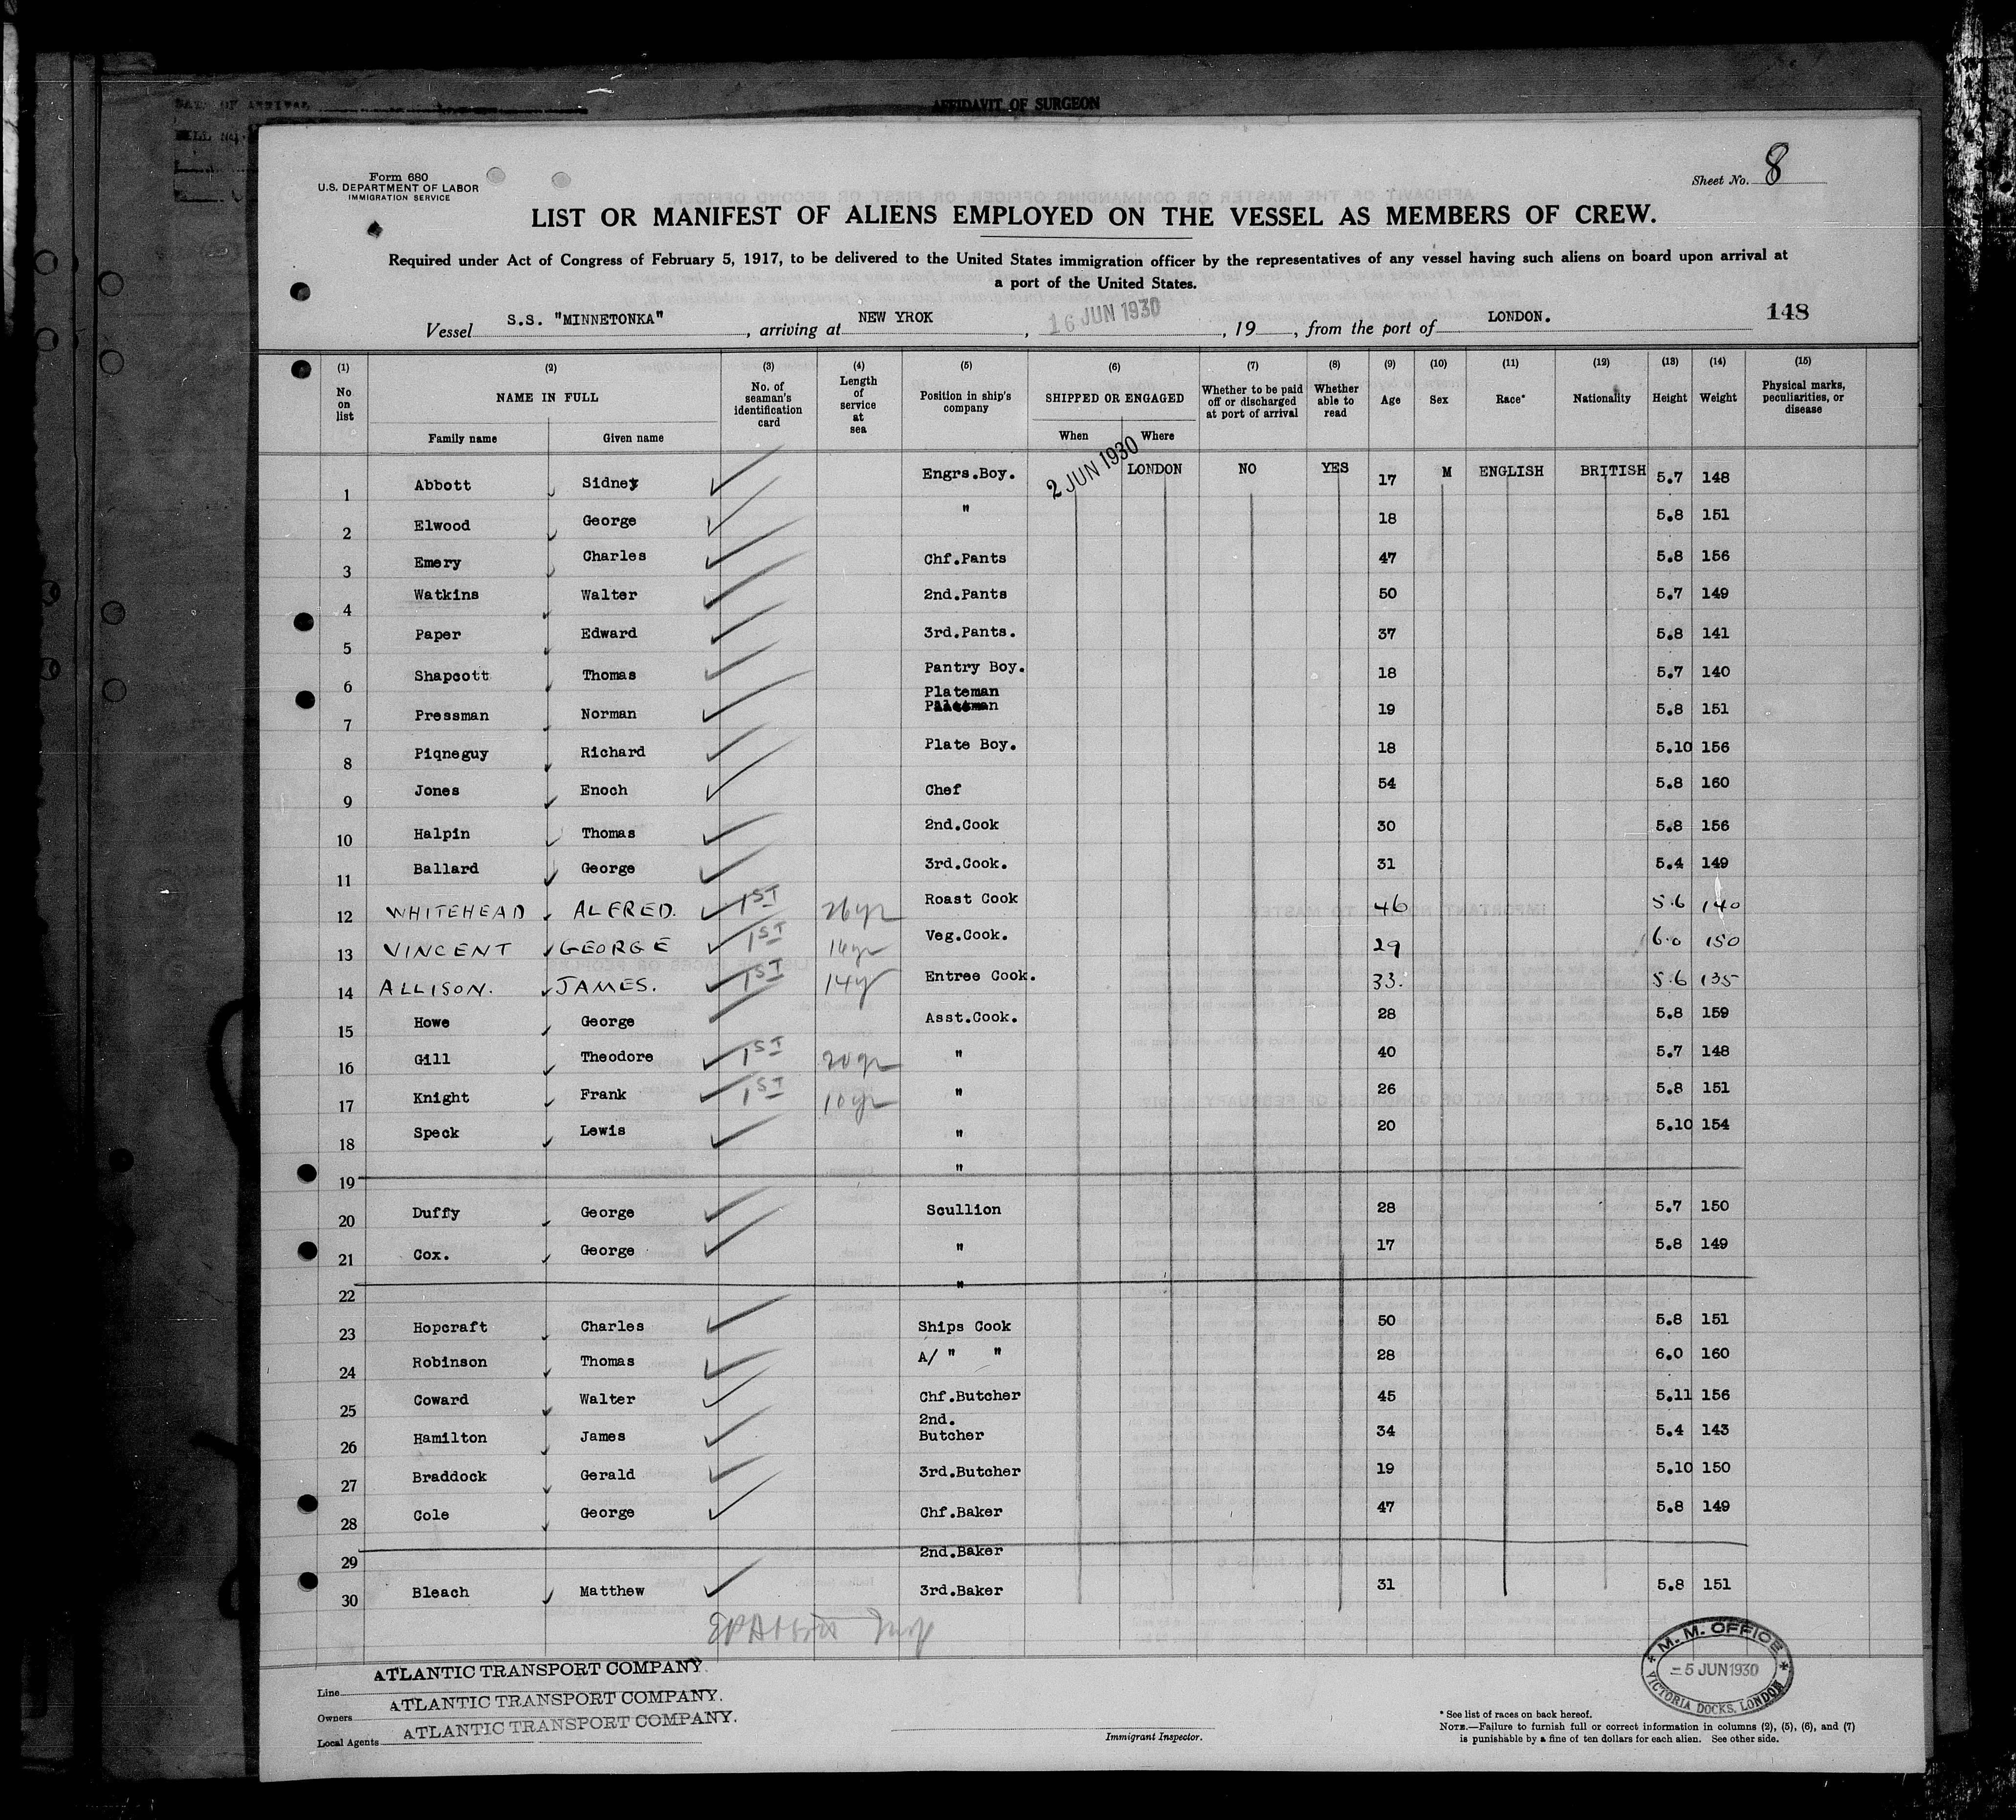 AFFIDAVIT OF SURGEON
Form 680
U.S. DEPARTMENT OF LABOR
IMMIGRATION SERVICE
Sheet No. 8
LIST OR MANIFEST OF ALIENS EMPLOYED ON THE VESSEL AS MEMBERS OF CREW.
Required under Act of Congress of February 5, 1917, to be delivered to the United States immigration officer by the representatives of any vessel having such aliens on board upon arrival at
a port of the United States.
Vessel S.S. "MINNETONKA", arriving at NEW YROK, 16 JUN 1930, 19 , from the port of LONDON. 148
(1) No on list (2) NAME IN FULL Family name Given name (3) No. of seaman's identification card (4) Length of service at sea (5) Position in ship's company (6) SHIPPED OR ENGAGED When Where (7) Whether to be paid off or discharged at port of arrival (8) Whether able to read (9) Age (10) Sex (11) Race* (12) Nationality (13) Height (14) Weight (15) Physical marks, peculiarities, or disease
1 Abbott Sidney Engrs.Boy. 2 JUN 1930 LONDON NO YES 17 M ENGLISH BRITISH 5.7 148
2 Elwood George " 18 5.8 151
3 Emery Charles Chf.Pants 47 5.8 156
4 Watkins Walter 2nd.Pants 50 5.7 149
5 Paper Edward 3rd.Pants. 37 5.8 141
6 Shapcott Thomas Pantry Boy. 18 5.7 140
7 Pressman Norman Plateman 19 5.8 151
8 Piqneguy Richard Plate Boy. 18 5.10 156
9 Jones Enoch Chef 54 5.8 160
10 Halpin Thomas 2nd.Cook 30 5.8 156
11 Ballard George 3rd.Cook. 31 5.4 149
12 WHITEHEAD ALFRED. 1ST 26yr Roast Cook 46 5.6 140
13 VINCENT GEORGE 1ST 14yr Veg.Cook. 29 6.0 150
14 ALLISON. JAMES. 1ST 14y Entree Cook. 33. 5.6 135
15 Howe George Asst.Cook. 28 5.8 159
16 Gill Theodore 1ST 20yr " 40 5.7 148
17 Knight Frank 1ST 10yr " 26 5.8 151
18 Speck Lewis " 20 5.10 154
19 "
20 Duffy George Scullion 28 5.7 150
21 Cox. George " 17 5.8 149
22 "
23 Hopcraft Charles Ships Cook 50 5.8 151
24 Robinson Thomas A/ " " 28 6.0 160
25 Coward Walter Chf.Butcher 45 5.11 156
26 Hamilton James 2nd. Butcher 34 5.4 143
27 Braddock Gerald 3rd.Butcher 19 5.10 150
28 Cole George Chf.Baker 47 5.8 149
29 2nd.Baker
30 Bleach Matthew 3rd.Baker 31 5.8 151
Line ATLANTIC TRANSPORT COMPANY.
Owners ATLANTIC TRANSPORT COMPANY.
Local Agents ATLANTIC TRANSPORT COMPANY.
Immigrant Inspector.
M. M. OFFICE
-5 JUN 1930
VICTORIA DOCKS, LONDON
* See list of races on back hereof.
NOTE.—Failure to furnish full or correct information in columns (2), (5), (6), and (7)
is punishable by a fine of ten dollars for each alien. See other side.